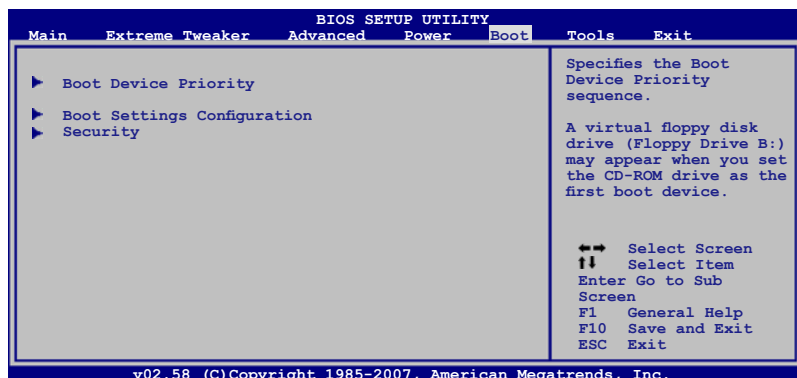 BIOS SETUP UTILITY
Main Extreme Tweaker Advanced Power Boot Tools Exit
Boot Device Priority
Boot Settings Configuration
Security
Specifies the Boot
Device Priority
sequence.
A virtual floppy disk
drive (Floppy Drive B:)
may appear when you set
the CD-ROM drive as the
first boot device.
Select Screen
Select Item
Enter Go to Sub
Screen
F1 General Help
F10 Save and Exit
ESC Exit
v02.58 (C)Copyright 1985-2007, American Megatrends, Inc.